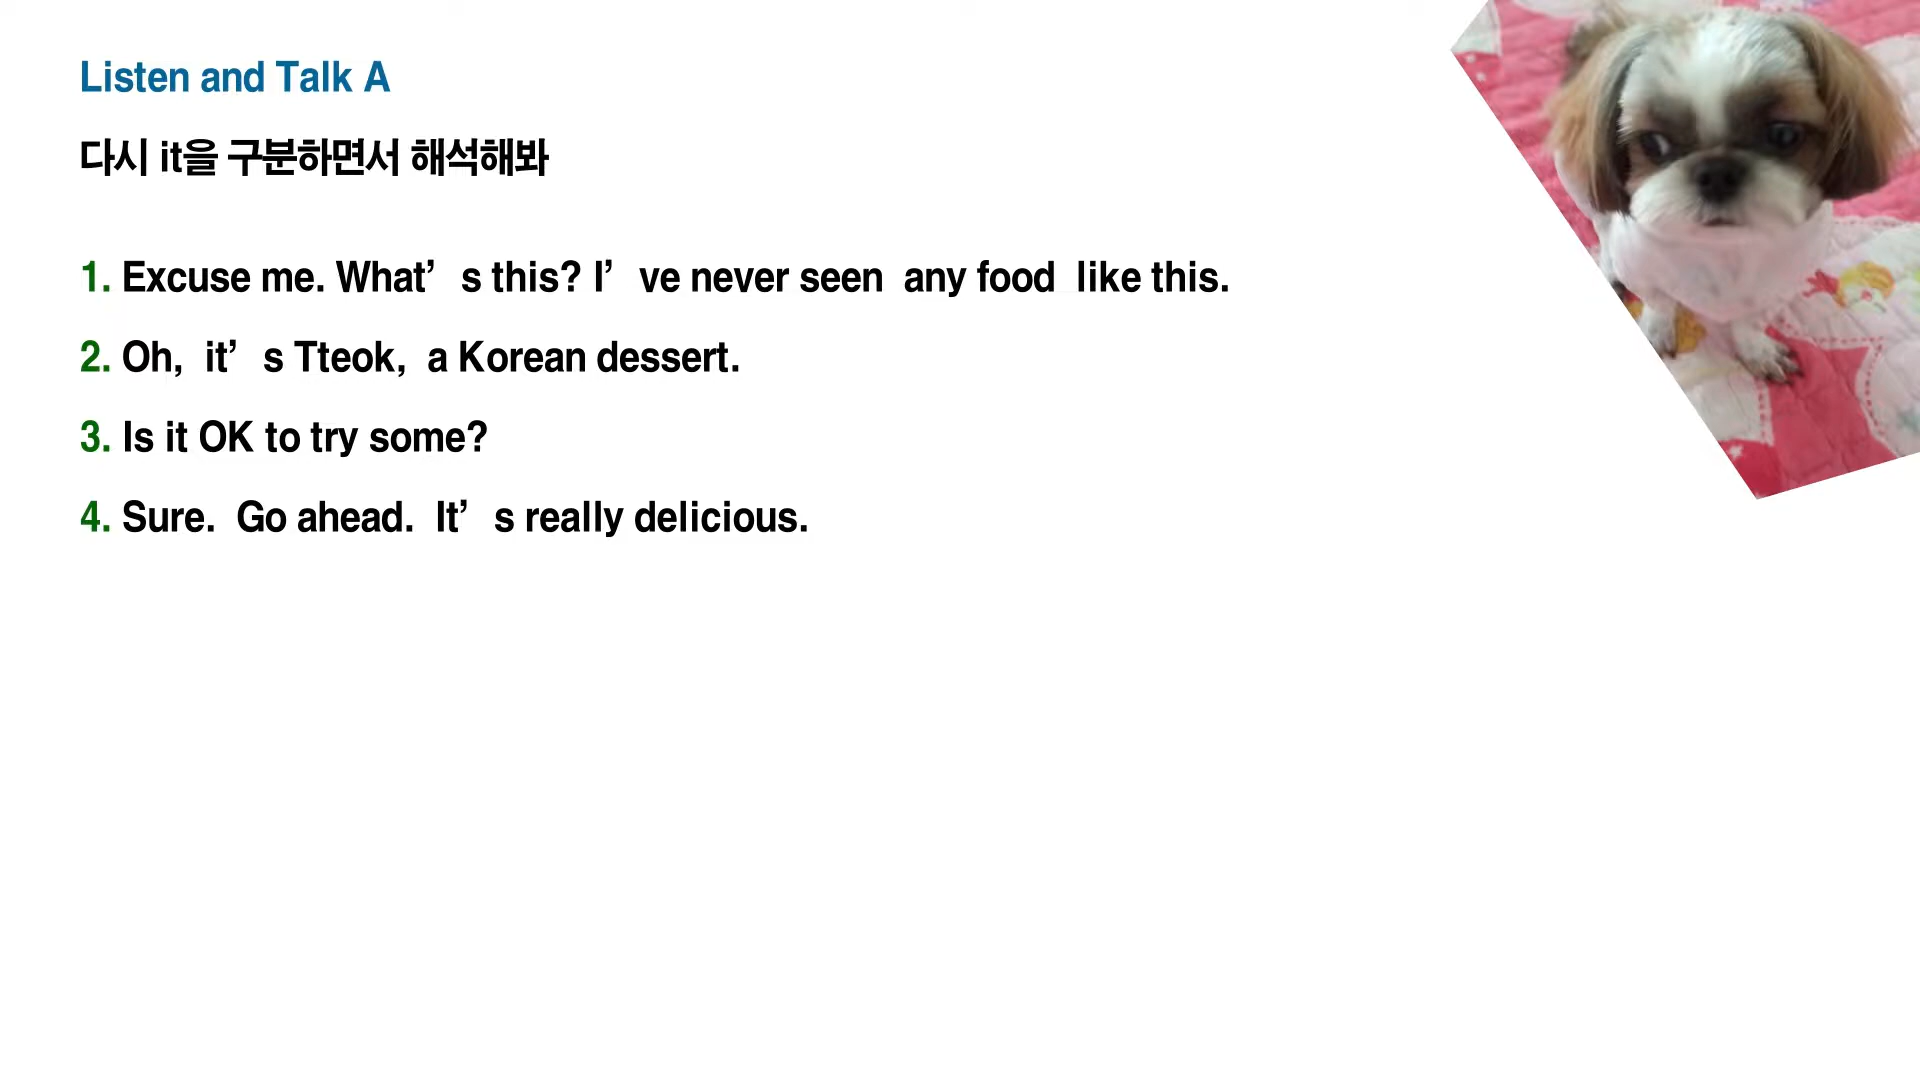 Listen and Talk A
다시 it을 구분하면서 해석해봐
1. Excuse me. What’s this? I’ve never seen any food like this.
2. Oh, it’s Tteok, a Korean dessert.
3. Is it OK to try some?
4. Sure. Go ahead. It’s really delicious.